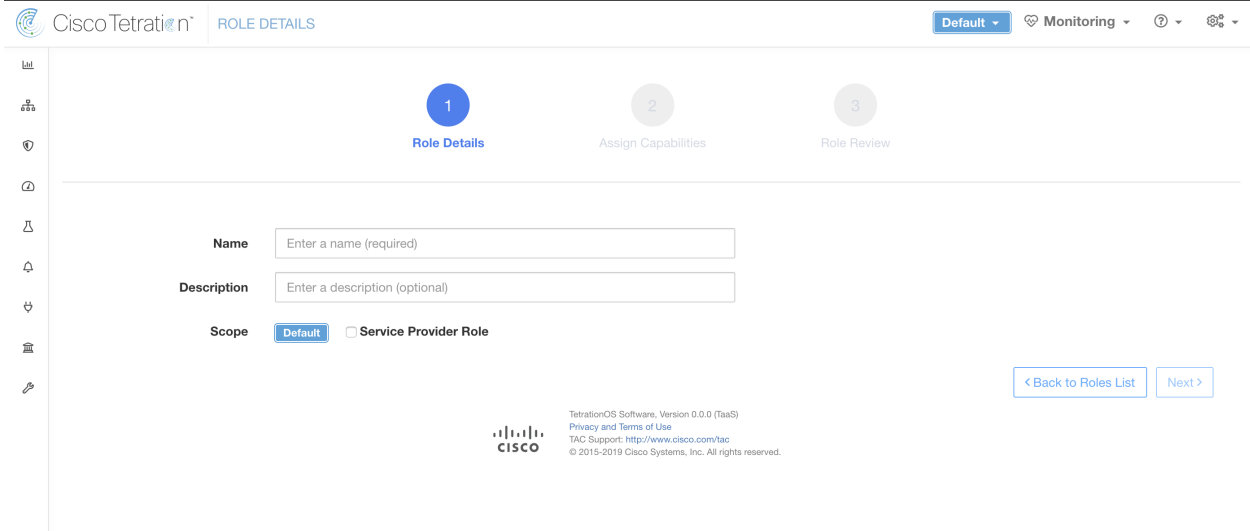 Cisco Tetration™ ROLE DETAILS Default Monitoring ?
1 2 3
Role Details Assign Capabilities Role Review
Name Enter a name (required)
Description Enter a description (optional)
Scope Default Service Provider Role
< Back to Roles List Next >
TetrationOS Software, Version 0.0.0 (TaaS)
Privacy and Terms of Use
TAC Support: http://www.cisco.com/tac
© 2015-2019 Cisco Systems, Inc. All rights reserved.
CISCO